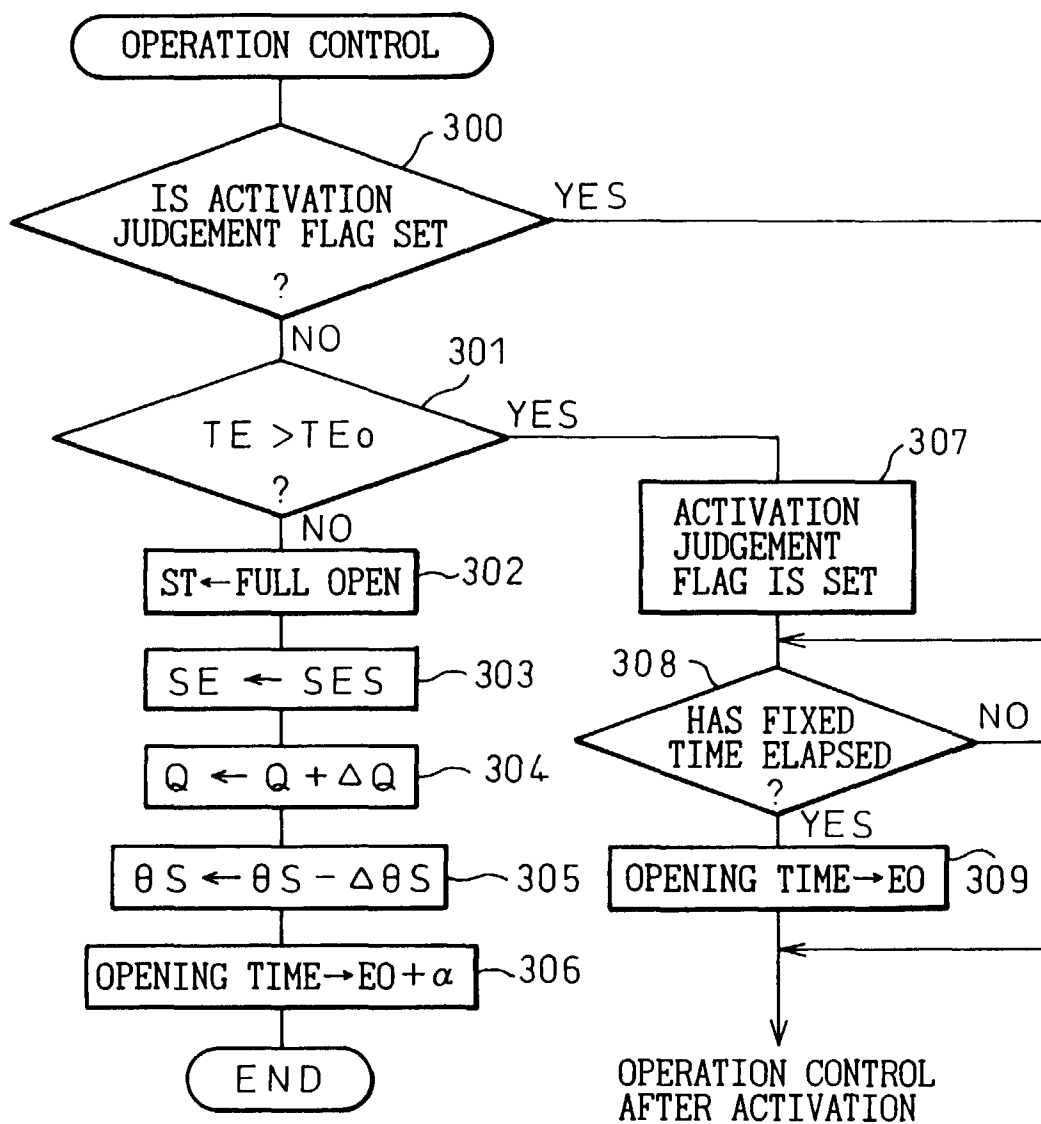 OPERATION CONTROL
300
IS ACTIVATION
JUDGEMENT FLAG SET
?
YES
NO
301
TE > TEo
?
YES
NO
ST←FULL OPEN
302
SE ← SES
303
Q ← Q + ΔQ
304
θS ← θS − ΔθS
305
OPENING TIME→EO+α
306
END
307
ACTIVATION
JUDGEMENT
FLAG IS SET
308
HAS FIXED
TIME ELAPSED
?
NO
YES
OPENING TIME→EO
309
OPERATION CONTROL
AFTER ACTIVATION